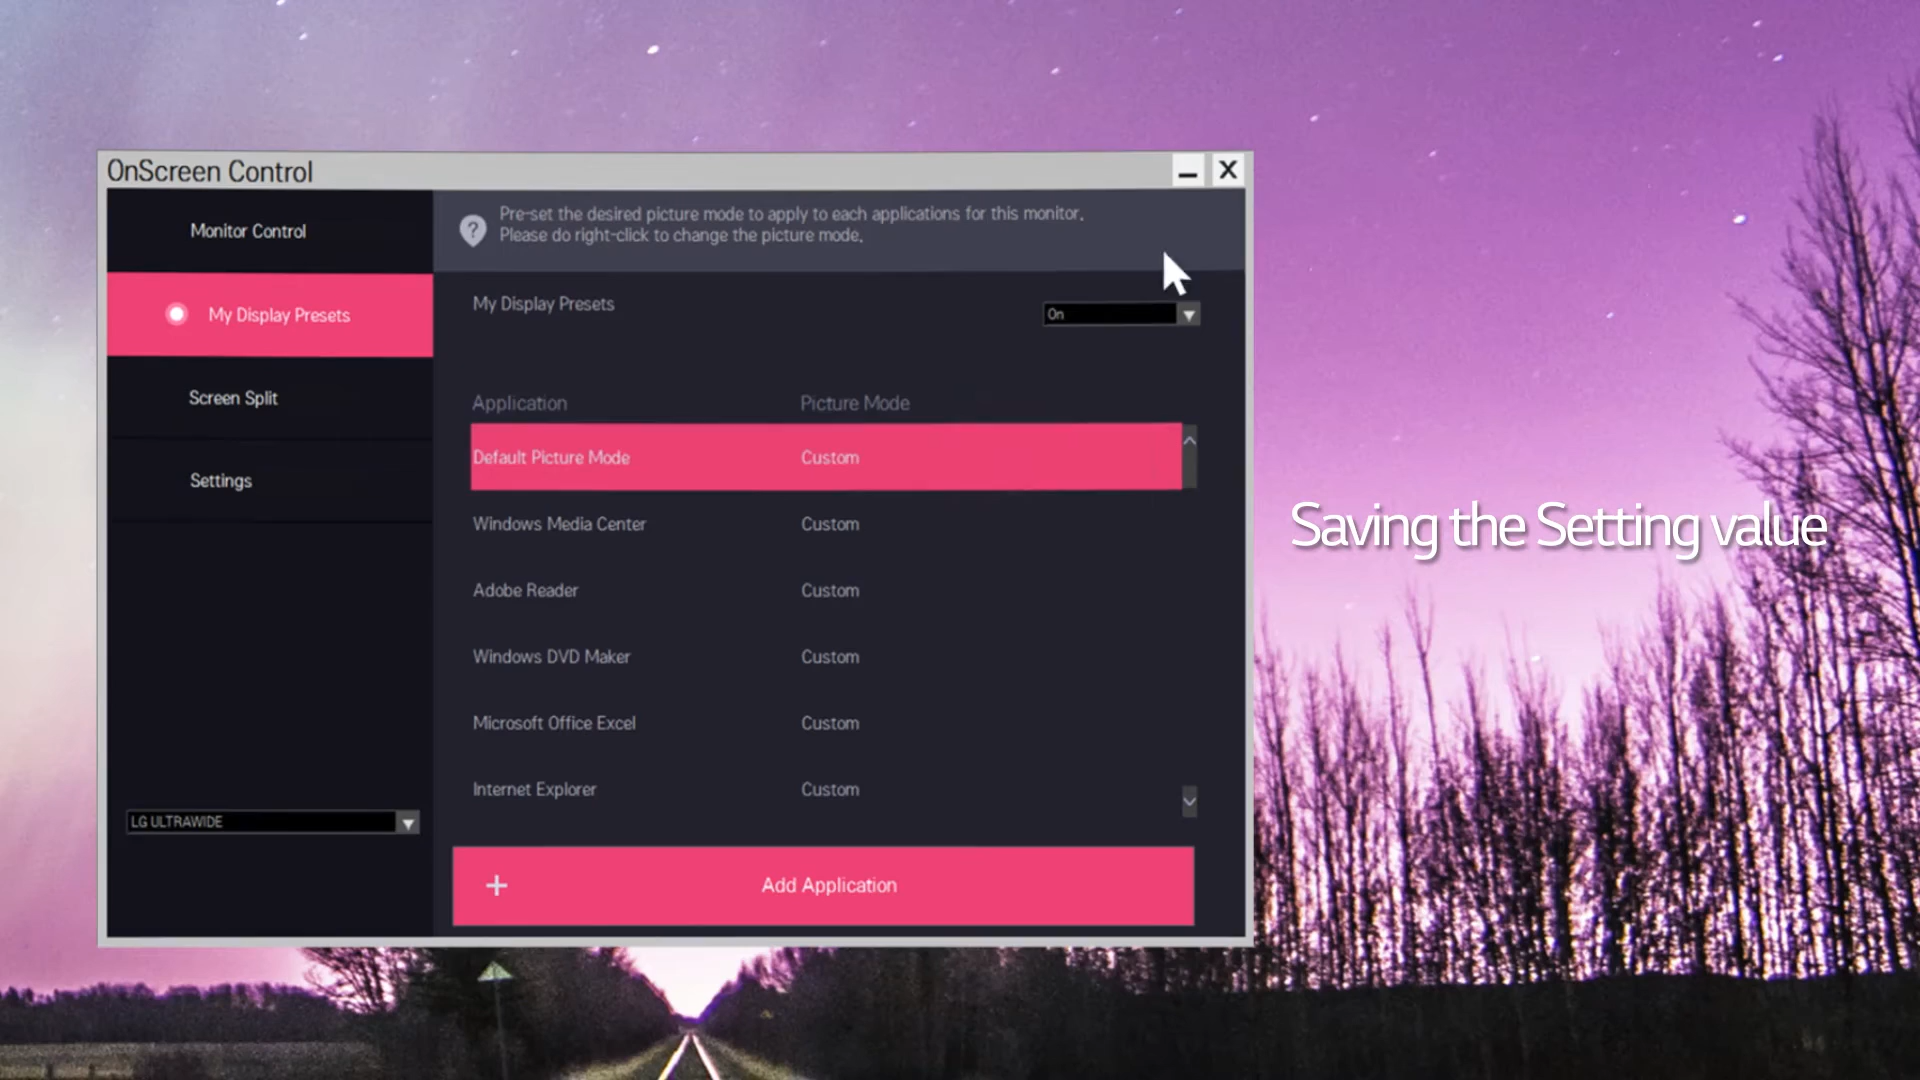 OnScreen Control
Monitor Control
My Display Presets
Screen Split
Settings
LG ULTRAWIDE
Pre-set the desired picture mode to apply to each applications for this monitor.
Please do right-click to change the picture mode.
My Display Presets
On
Application Picture Mode
Default Picture Mode Custom
Windows Media Center Custom
Adobe Reader Custom
Windows DVD Maker Custom
Microsoft Office Excel Custom
Internet Explorer Custom
+ Add Application
Saving the Setting value